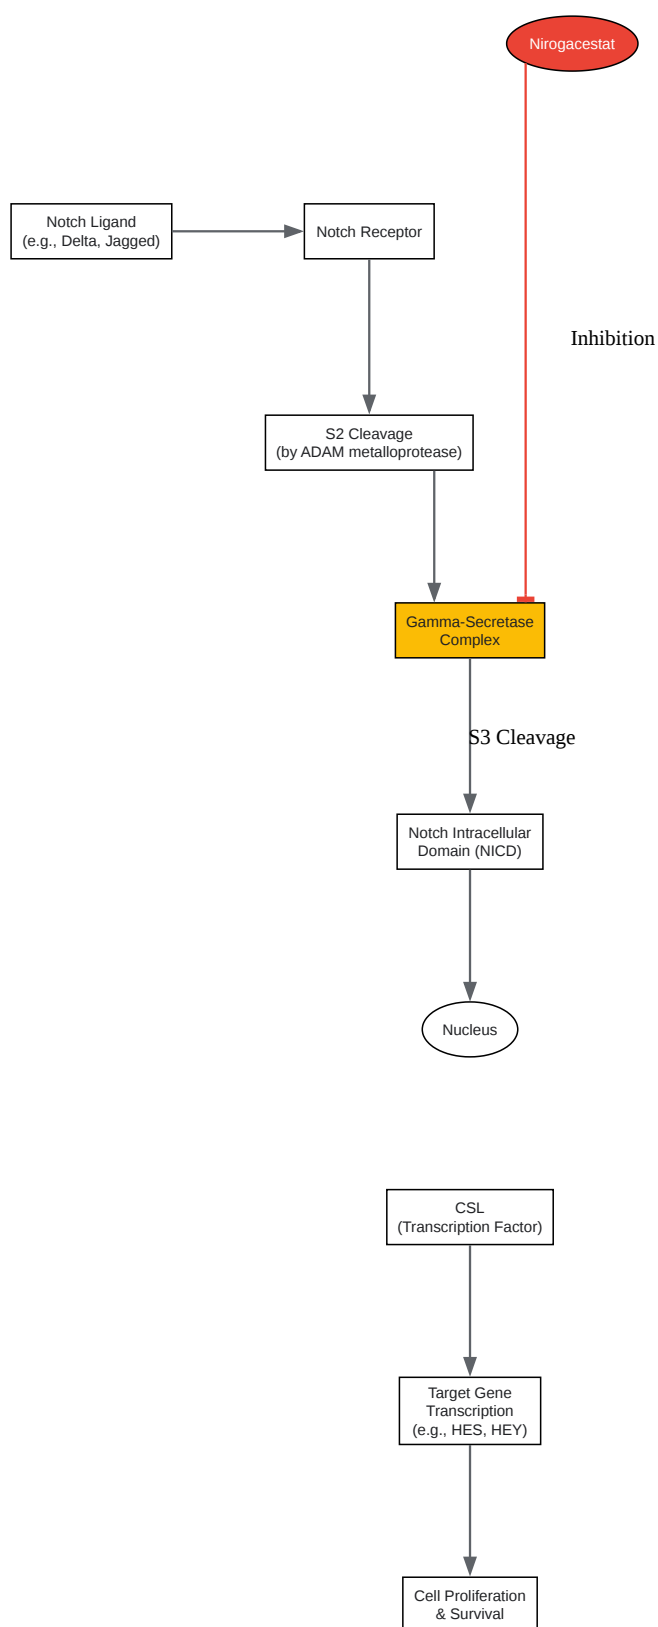 Nirogacestat
Notch Ligand
(e.g., Delta, Jagged)
Notch Receptor
Inhibition
S2 Cleavage
(by ADAM metalloprotease)
Gamma-Secretase
Complex
S3 Cleavage
Notch Intracellular
Domain (NICD)
Nucleus
CSL
(Transcription Factor)
Target Gene
Transcription
(e.g., HES, HEY)
Cell Proliferation
& Survival